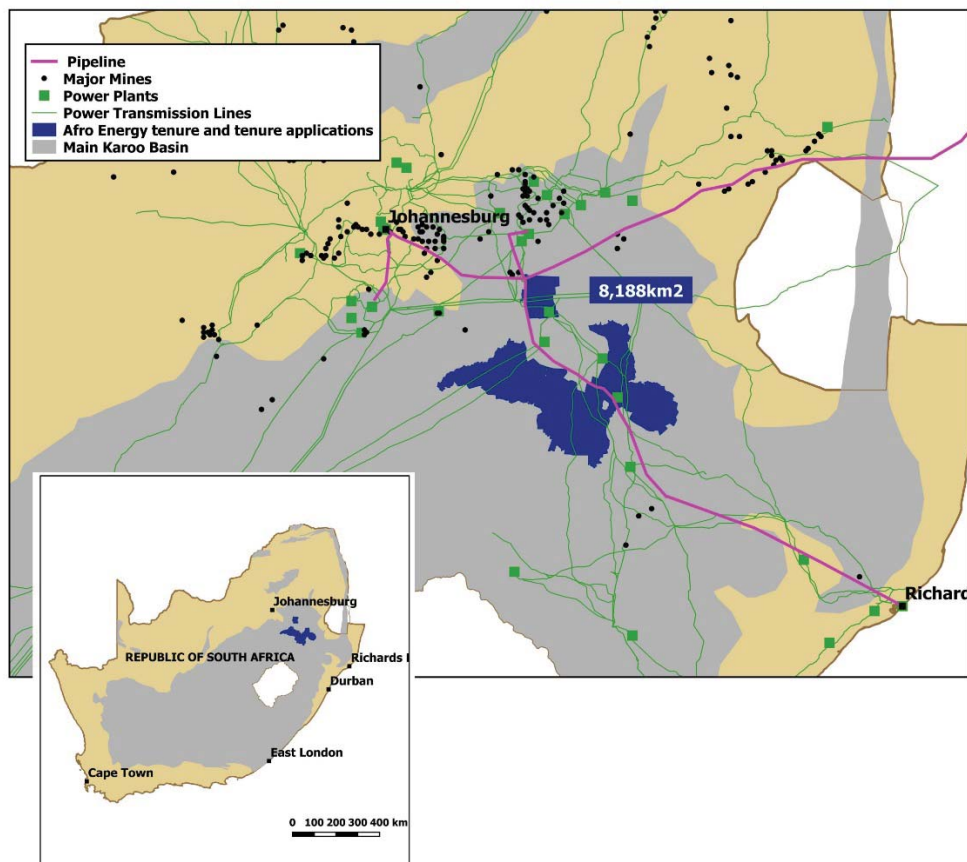 Pipeline
Major Mines
Power Plants
Power Transmission Lines
Afro Energy tenure and tenure applications
Main Karoo Basin
Johannesburg
8,188km2
Richard
Johannesburg
REPUBLIC OF SOUTH AFRICA
Richards
Durban
East London
Cape Town
0 100 200 300 400 km